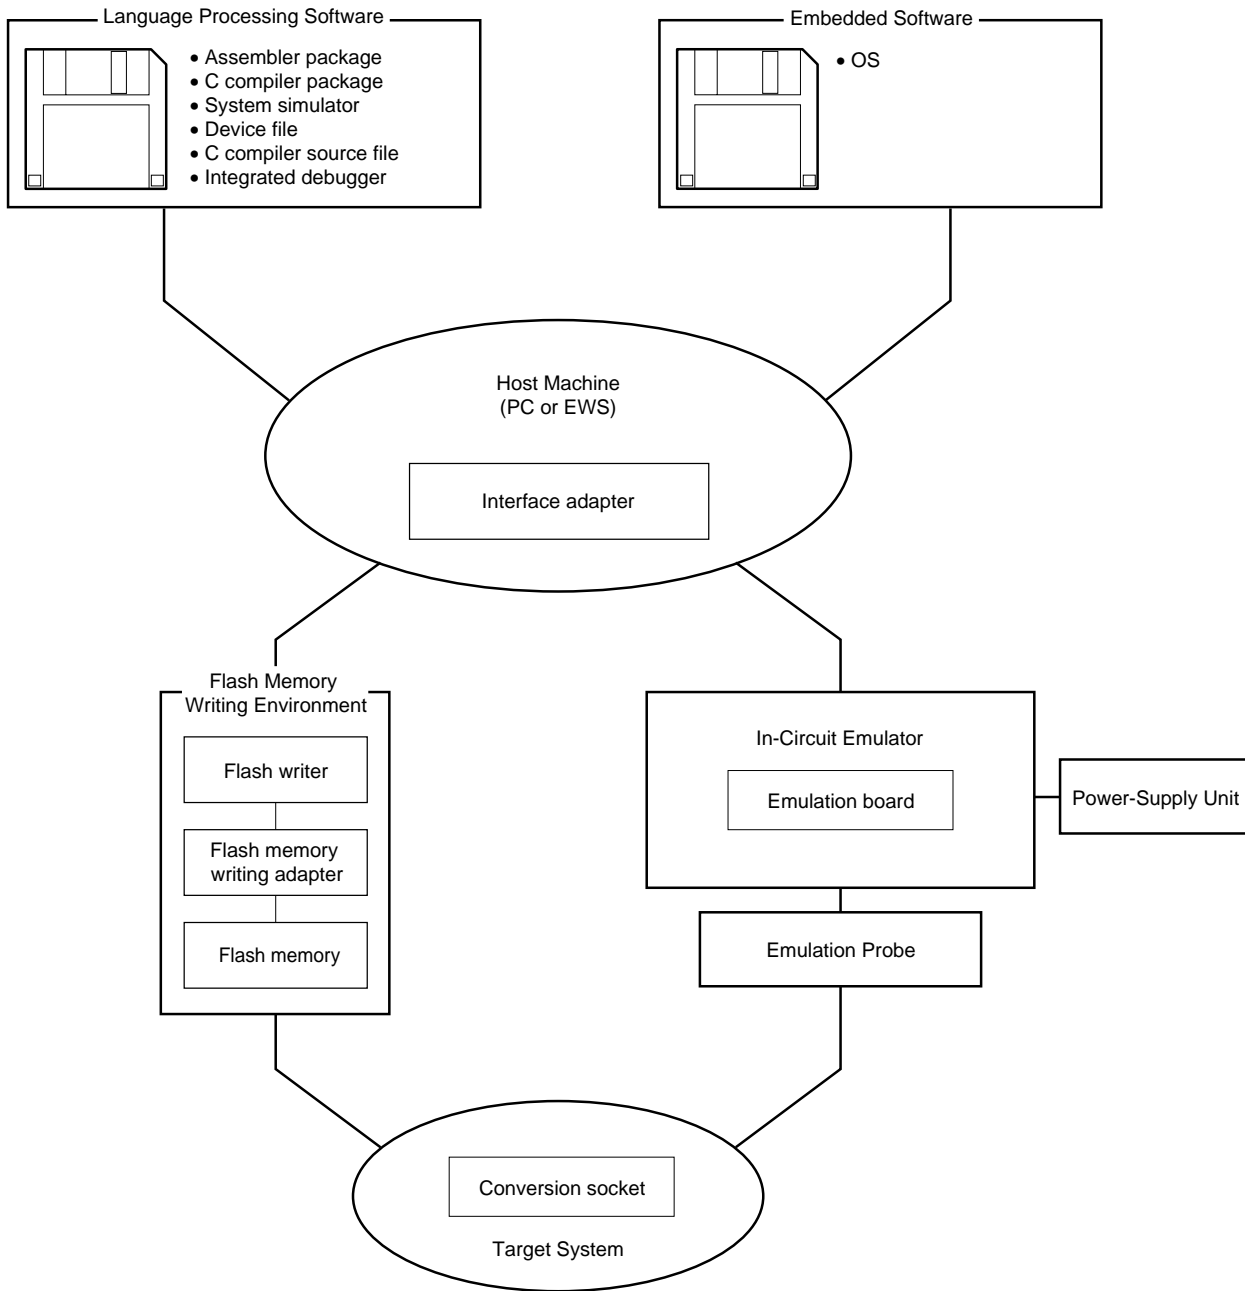 Language Processing Software
• Assembler package
• C compiler package
• System simulator
• Device file
• C compiler source file
• Integrated debugger
Embedded Software
• OS
Host Machine
(PC or EWS)
Interface adapter
Flash Memory
Writing Environment
Flash writer
Flash memory
writing adapter
Flash memory
In-Circuit Emulator
Emulation board
Power-Supply Unit
Emulation Probe
Conversion socket
Target System